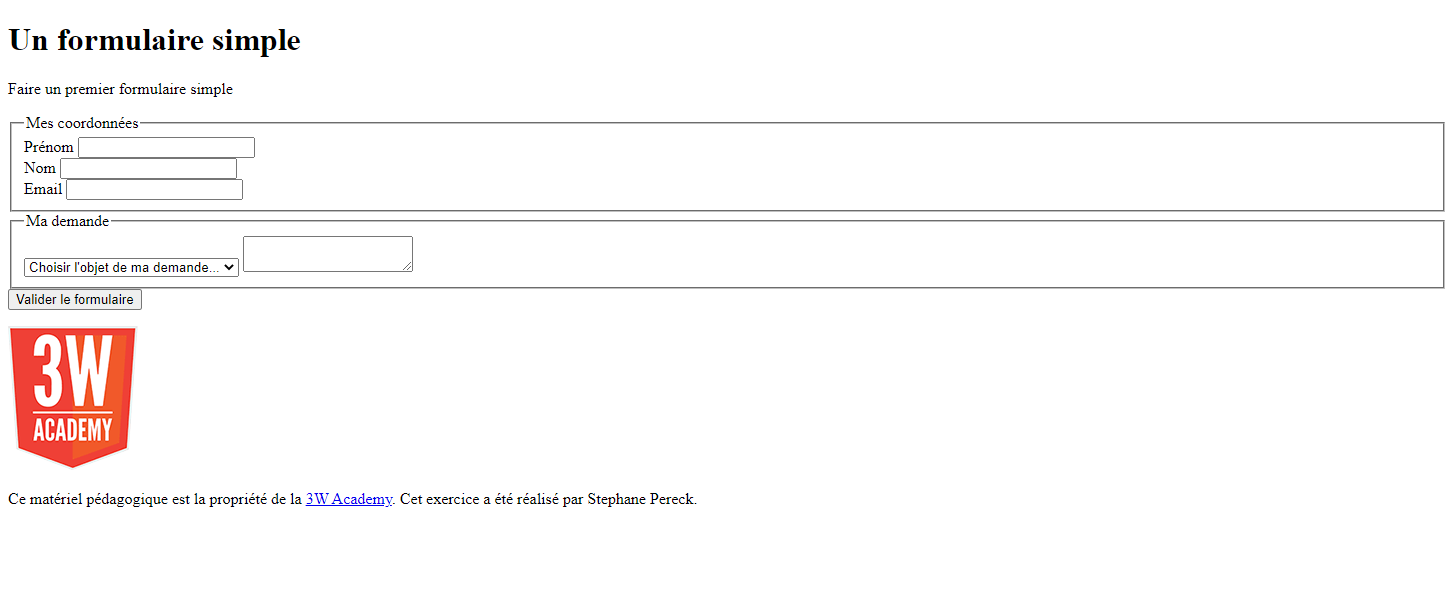 Un formulaire simple
Faire un premier formulaire simple
Mes coordonnées
Prénom
Nom
Email
Ma demande
Choisir l'objet de ma demande...
Valider le formulaire
3W
ACADEMY
Ce matériel pédagogique est la propriété de la 3W Academy. Cet exercice a été réalisé par Stephane Pereck.